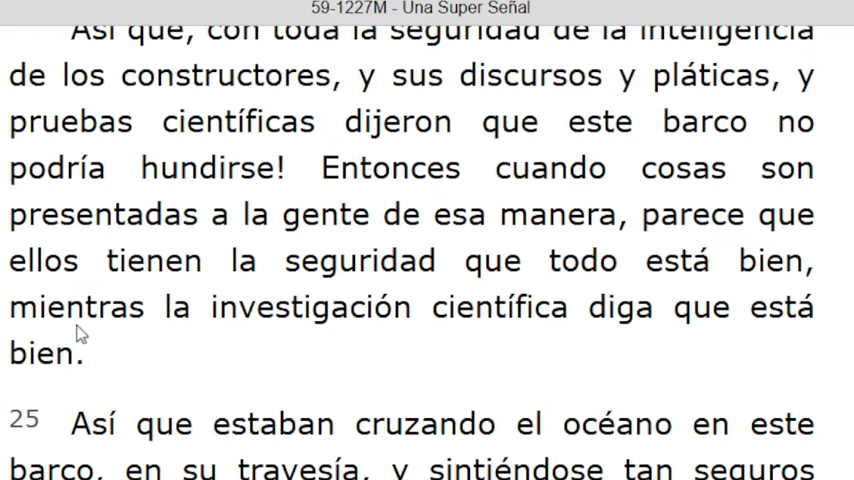 59-1227M - Una Super Señal
Así que, con toda la seguridad de la inteligencia
de los constructores, y sus discursos y pláticas, y
pruebas científicas dijeron que este barco no
podría hundirse! Entonces cuando cosas son
presentadas a la gente de esa manera, parece que
ellos tienen la seguridad que todo está bien,
mientras la investigación científica diga que está
bien.
25 Así que estaban cruzando el océano en este
barco, en su travesía, y sintiéndose tan seguros